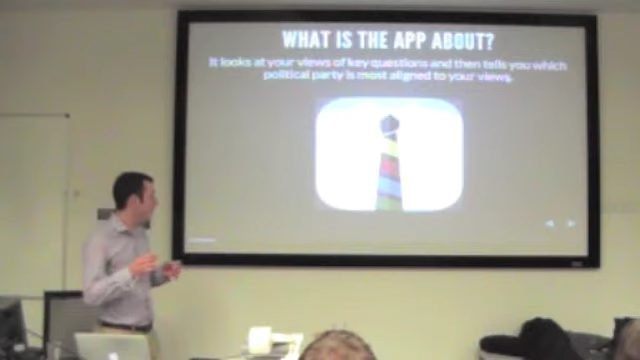 WHAT IS THE APP ABOUT?
It looks at your views of key questions and then tells you which
political party is most aligned to your views.